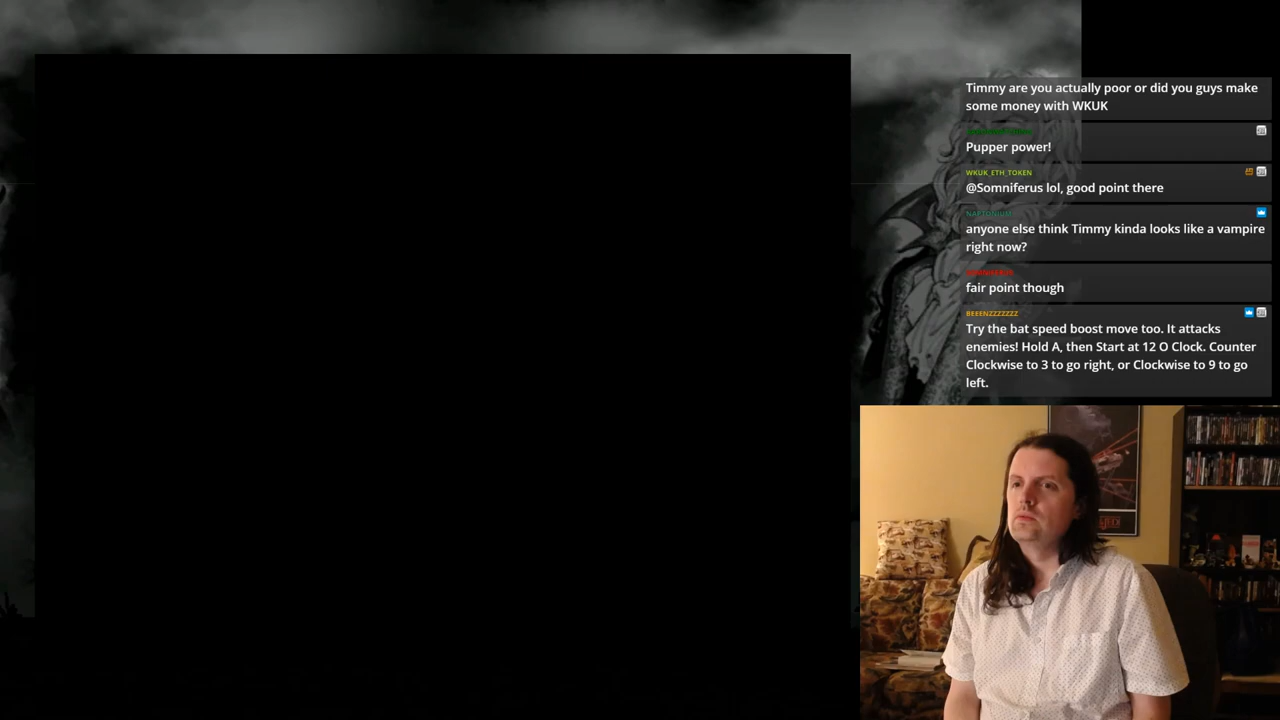 Timmy are you actually poor or did you guys make
some money with WKUK
Pupper power!
WKUK_ETH_TOKEN
@Somniferus lol, good point there
anyone else think Timmy kinda looks like a vampire
right now?
SOMNIFERUS
fair point though
BEEENZZZZZZZ
Try the bat speed boost move too. It attacks
enemies! Hold A, then Start at 12 O Clock. Counter
Clockwise to 3 to go right, or Clockwise to 9 to go
left.
JEDI